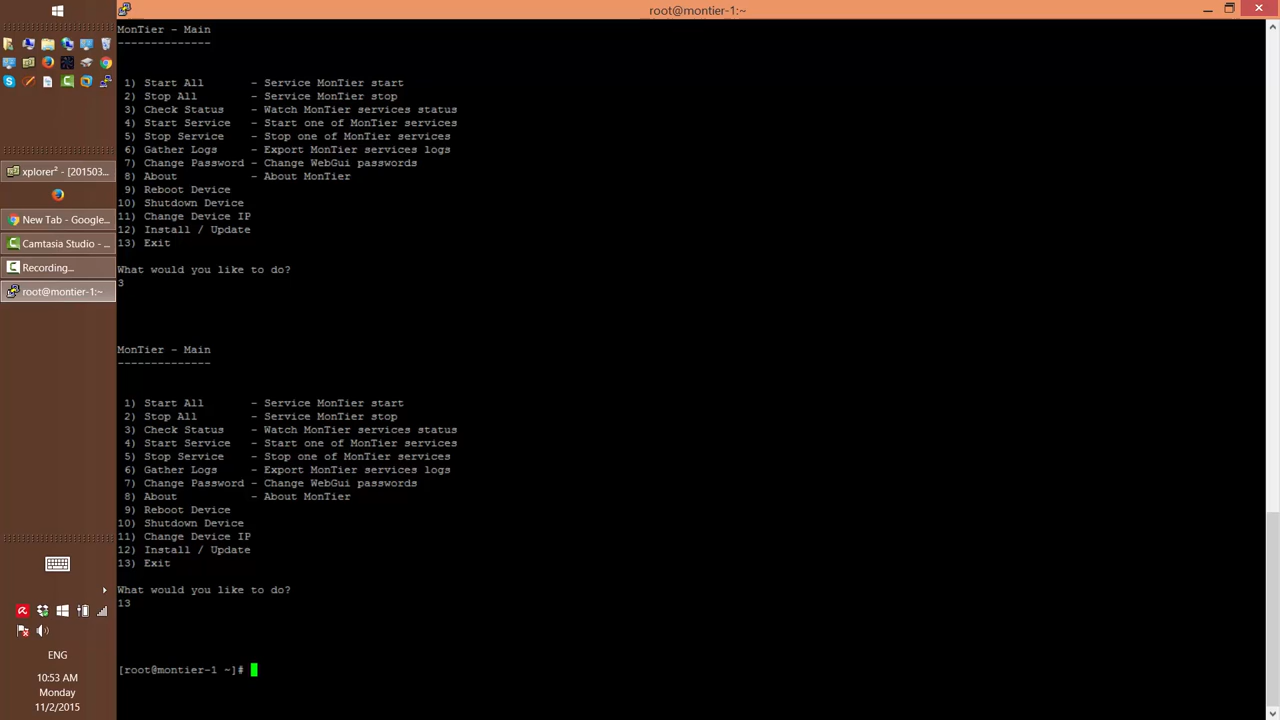 root@montier-1:~
MonTier - Main
--------------
1) Start All - Service MonTier start
2) Stop All - Service MonTier stop
3) Check Status - Watch MonTier services status
4) Start Service - Start one of MonTier services
5) Stop Service - Stop one of MonTier services
6) Gather Logs - Export MonTier services logs
7) Change Password - Change WebGui passwords
8) About - About MonTier
9) Reboot Device
10) Shutdown Device
11) Change Device IP
12) Install / Update
13) Exit
What would you like to do?
3
MonTier - Main
--------------
1) Start All - Service MonTier start
2) Stop All - Service MonTier stop
3) Check Status - Watch MonTier services status
4) Start Service - Start one of MonTier services
5) Stop Service - Stop one of MonTier services
6) Gather Logs - Export MonTier services logs
7) Change Password - Change WebGui passwords
8) About - About MonTier
9) Reboot Device
10) Shutdown Device
11) Change Device IP
12) Install / Update
13) Exit
What would you like to do?
13
[root@montier-1 ~]#
xplorer² - [201503...
New Tab - Google...
Camtasia Studio - ...
Recording...
root@montier-1:~
ENG
10:53 AM
Monday
11/2/2015